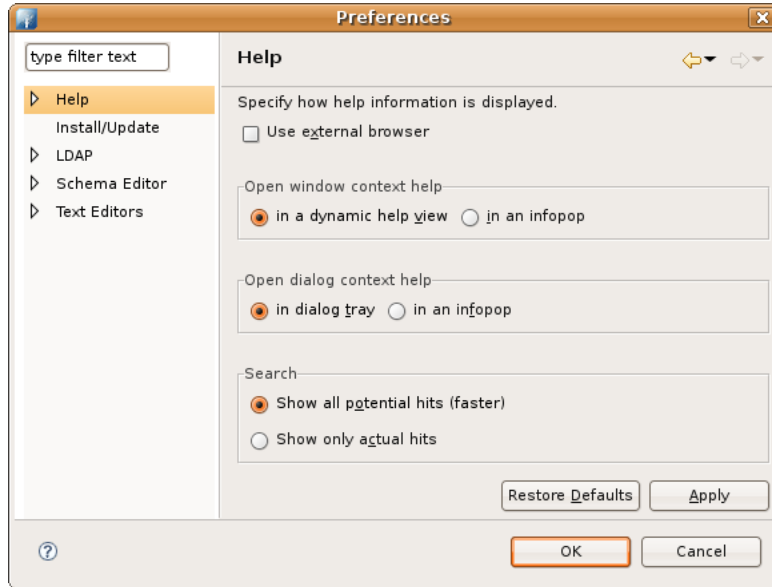 Preferences
type filter text
Help
Install/Update
LDAP
Schema Editor
Text Editors
Help
Specify how help information is displayed.
Use external browser
Open window context help
in a dynamic help view in an infopop
Open dialog context help
in dialog tray in an infopop
Search
Show all potential hits (faster)
Show only actual hits
Restore Defaults Apply
OK Cancel